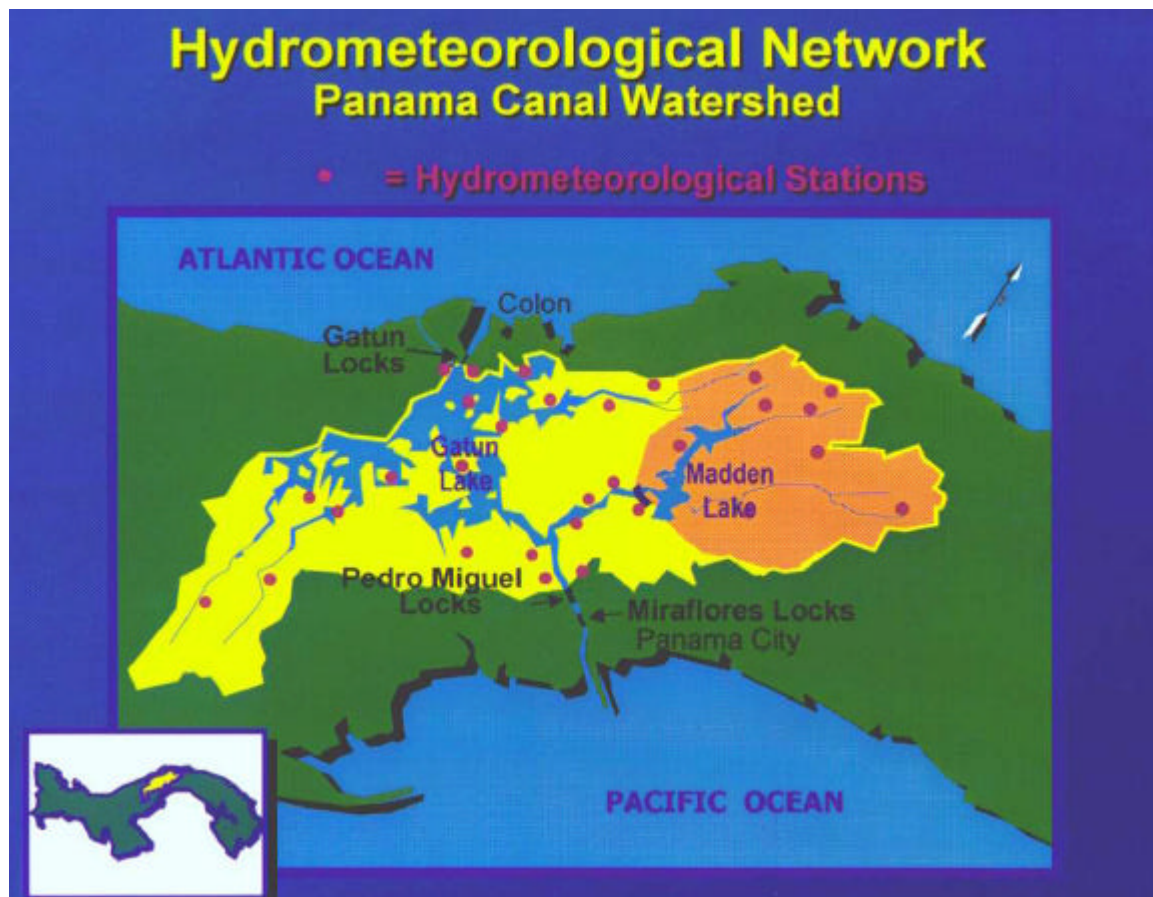 Hydrometeorological Network
Panama Canal Watershed
= Hydrometeorological Stations
ATLANTIC OCEAN
Colon
Gatun
Locks
Gatun
Lake
Madden
Lake
Pedro Miguel
Locks
Miraflores Locks
Panama City
PACIFIC OCEAN